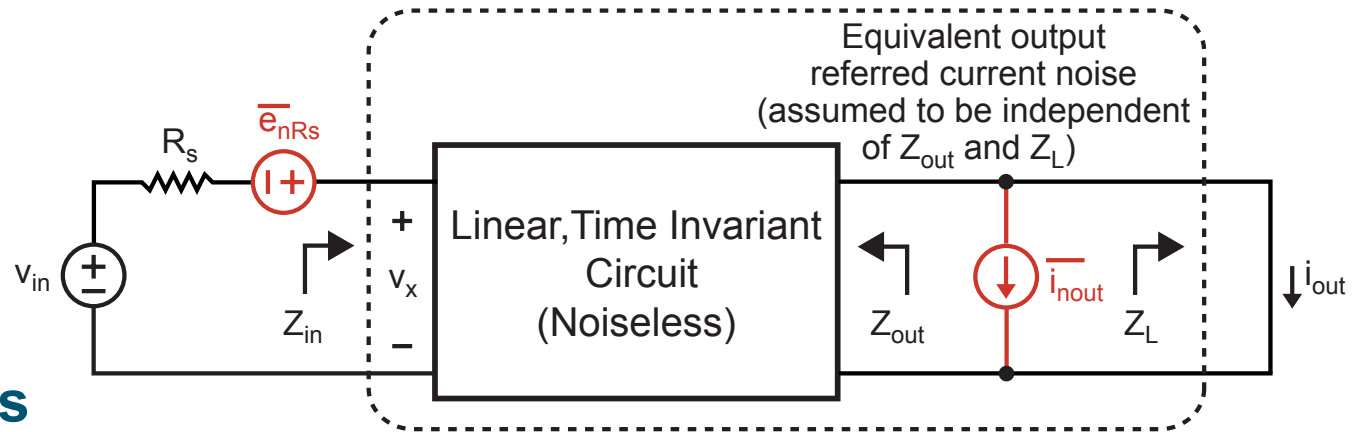 Equivalent output
referred current noise
(assumed to be independent
of Zout and ZL)
enRs
Rs
+
Linear,Time Invariant
Circuit
(Noiseless)
vin
+
−
− +
vx
−
Zin
Zout
inout
ZL
iout
s